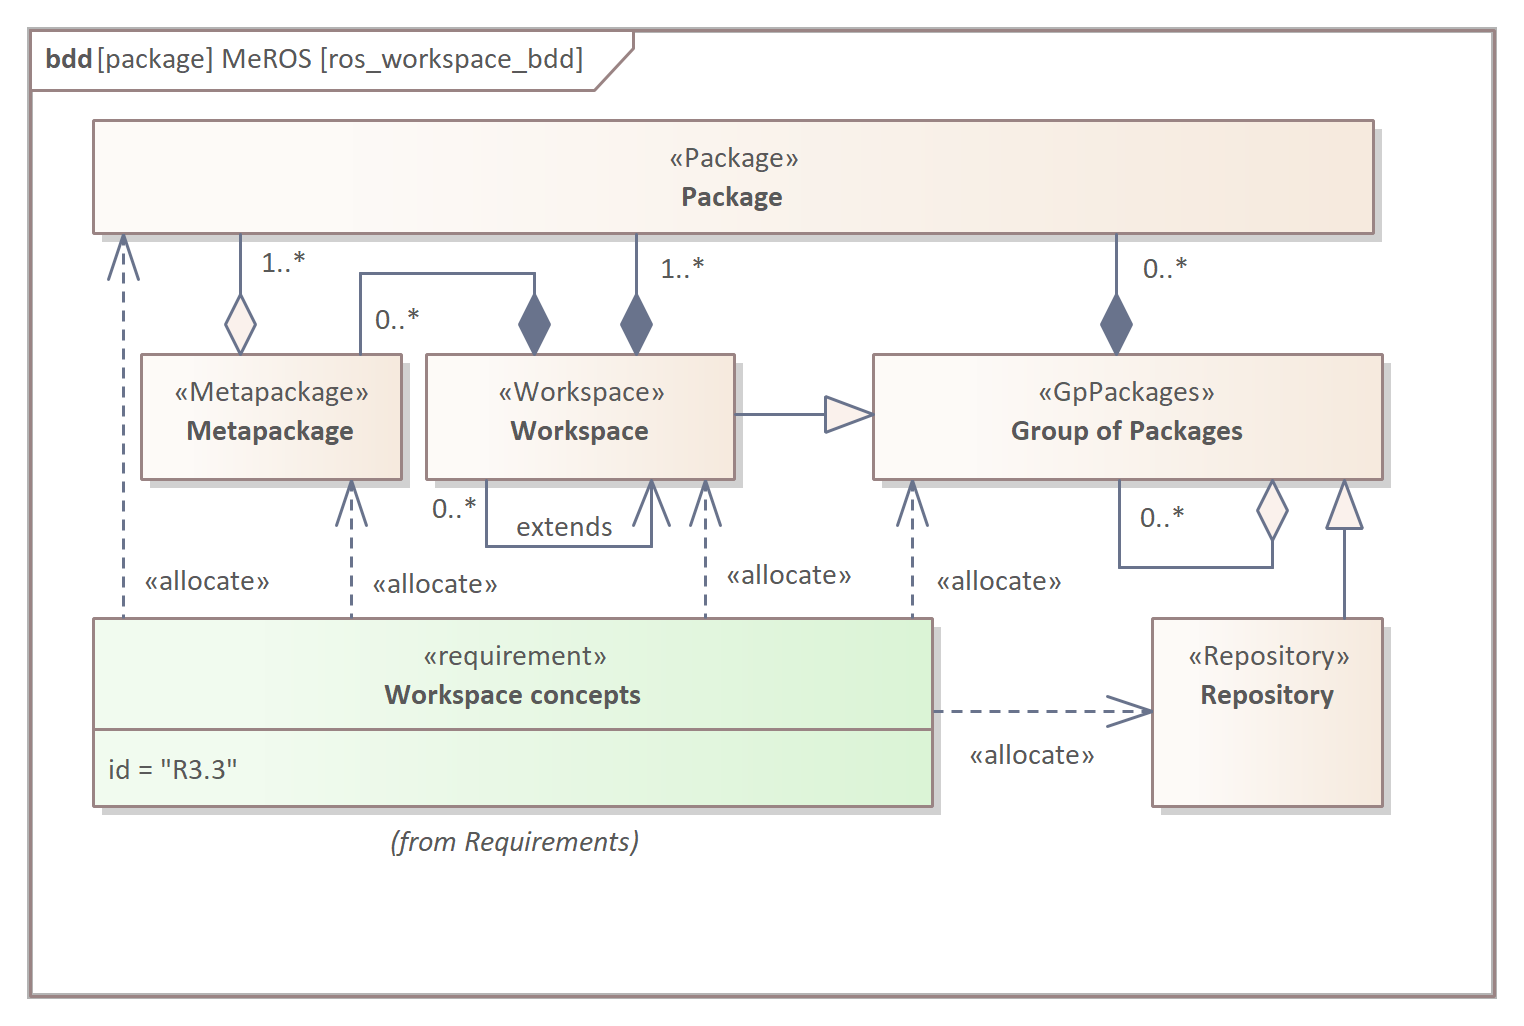 bdd [package] MeROS [ros_workspace_bdd]
«Package»
Package
1..*
1..*
0..*
0..*
«Metapackage»
Metapackage
«Workspace»
Workspace
«GpPackages»
Group of Packages
0..*
extends
0..*
«allocate»
«allocate»
«allocate»
«allocate»
«requirement»
Workspace concepts
id = "R3.3"
«Repository»
Repository
«allocate»
(from Requirements)